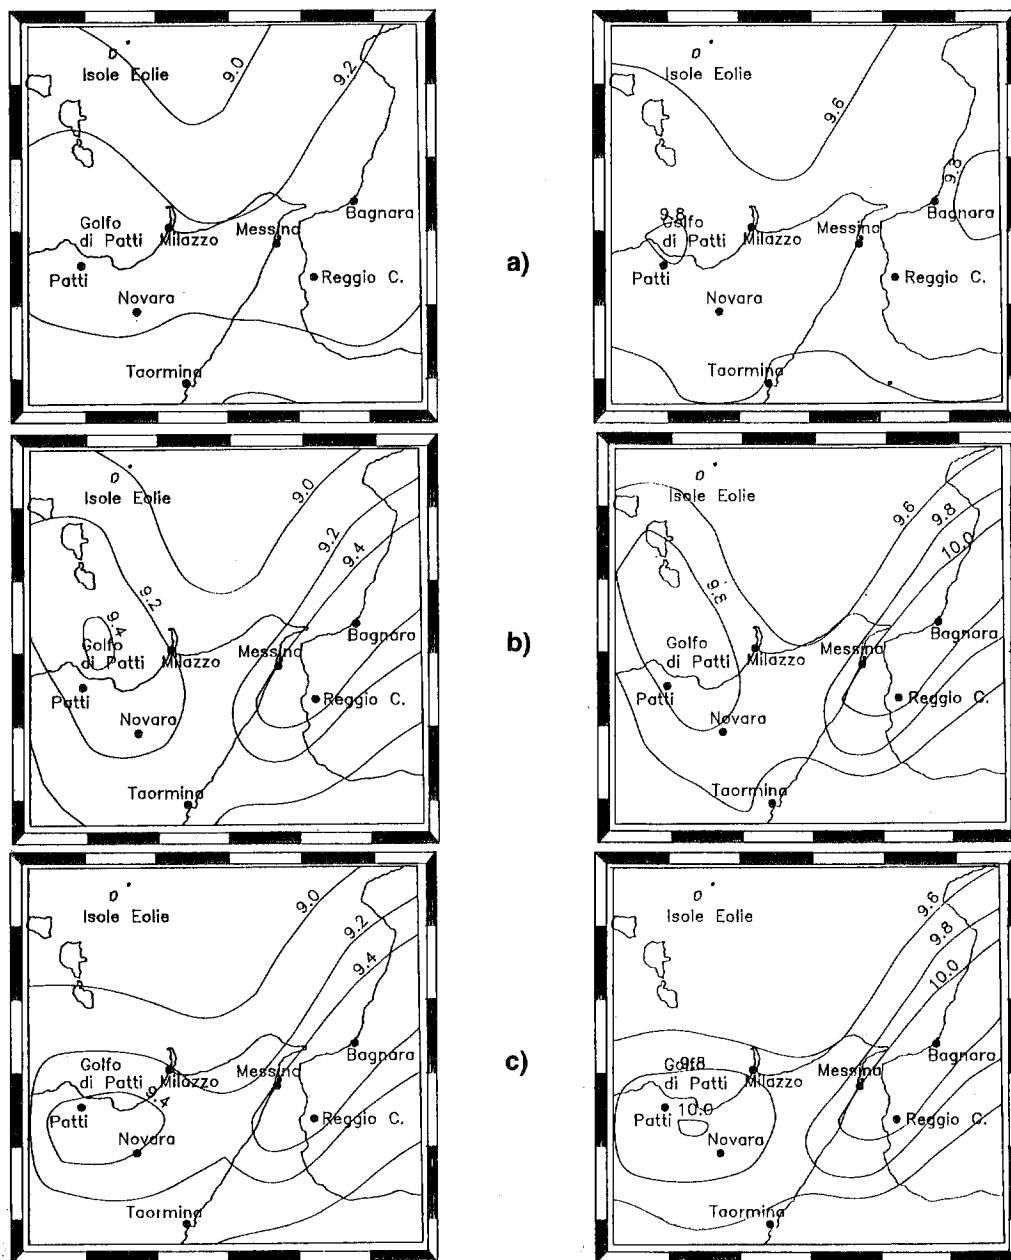 Isole Eolie
9.0
9.2
Golfo
di Patti
Milazzo
Messina
Bagnara
Patti
Reggio C.
Novara
Taormina
a)
Isole Eolie
9.6
9.8
9.8
Golfo
di Patti
Milazzo
Messina
Bagnara
Patti
Reggio C.
Novara
Taormina
Isole Eolie
9.0
9.2
9.4
9.2
9.4
Golfo
di Patti
Milazzo
Messina
Bagnara
Patti
Reggio C.
Novara
Taormina
b)
Isole Eolie
9.6
9.8
10.0
9.8
Golfo
di Patti
Milazzo
Messina
Bagnara
Patti
Reggio C.
Novara
Taormina
Isole Eolie
9.0
9.2
9.4
Golfo
di Patti
9.4
Milazzo
Messina
Bagnara
Patti
Reggio C.
Novara
Taormina
c)
Isole Eolie
9.6
9.8
10.0
Golfo
9.8
di Patti
Milazzo
Messina
Bagnara
Patti
10.0
Reggio C.
Novara
Taormina